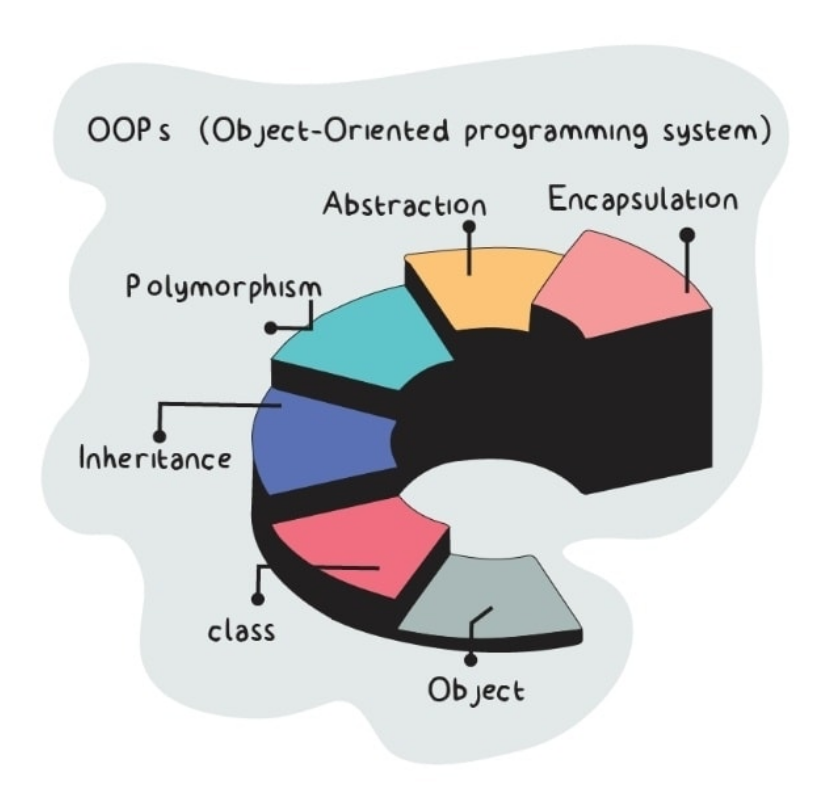 OOPs (Object-Oriented programming system)
Abstraction
Encapsulation
Polymorphism
Inheritance
class
Object